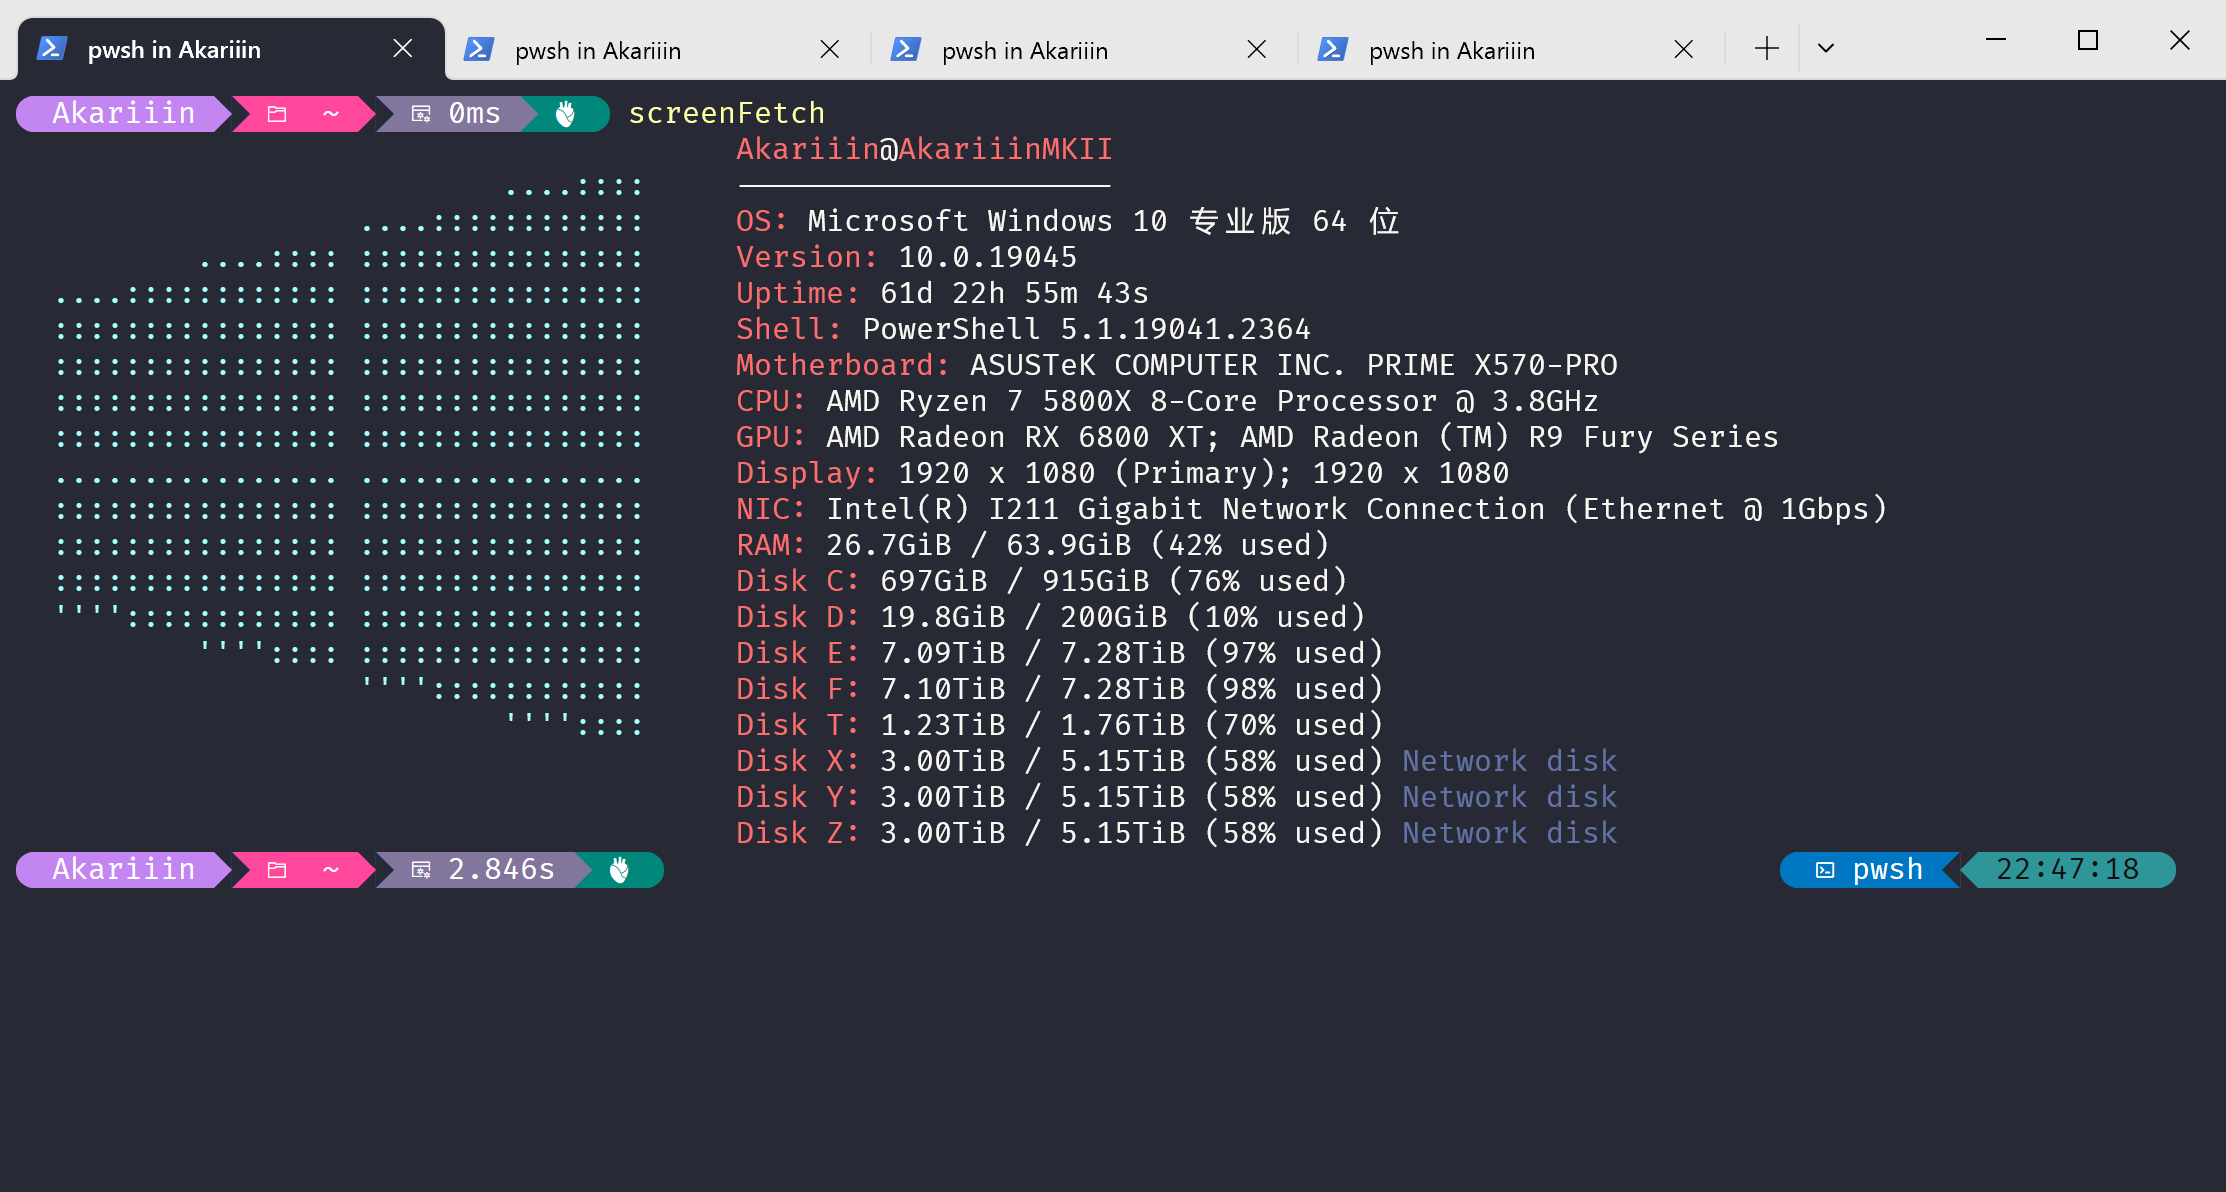 pwsh in Akariiin
pwsh in Akariiin
pwsh in Akariiin
pwsh in Akariiin
Akariiin ~ 0ms screenFetch
Akariiin@AkariiinMKII
OS: Microsoft Windows 10 专业版 64 位
Version: 10.0.19045
Uptime: 61d 22h 55m 43s
Shell: PowerShell 5.1.19041.2364
Motherboard: ASUSTeK COMPUTER INC. PRIME X570-PRO
CPU: AMD Ryzen 7 5800X 8-Core Processor @ 3.8GHz
GPU: AMD Radeon RX 6800 XT; AMD Radeon (TM) R9 Fury Series
Display: 1920 x 1080 (Primary); 1920 x 1080
NIC: Intel(R) I211 Gigabit Network Connection (Ethernet @ 1Gbps)
RAM: 26.7GiB / 63.9GiB (42% used)
Disk C: 697GiB / 915GiB (76% used)
Disk D: 19.8GiB / 200GiB (10% used)
Disk E: 7.09TiB / 7.28TiB (97% used)
Disk F: 7.10TiB / 7.28TiB (98% used)
Disk T: 1.23TiB / 1.76TiB (70% used)
Disk X: 3.00TiB / 5.15TiB (58% used) Network disk
Disk Y: 3.00TiB / 5.15TiB (58% used) Network disk
Disk Z: 3.00TiB / 5.15TiB (58% used) Network disk
Akariiin ~ 2.846s pwsh 22:47:18